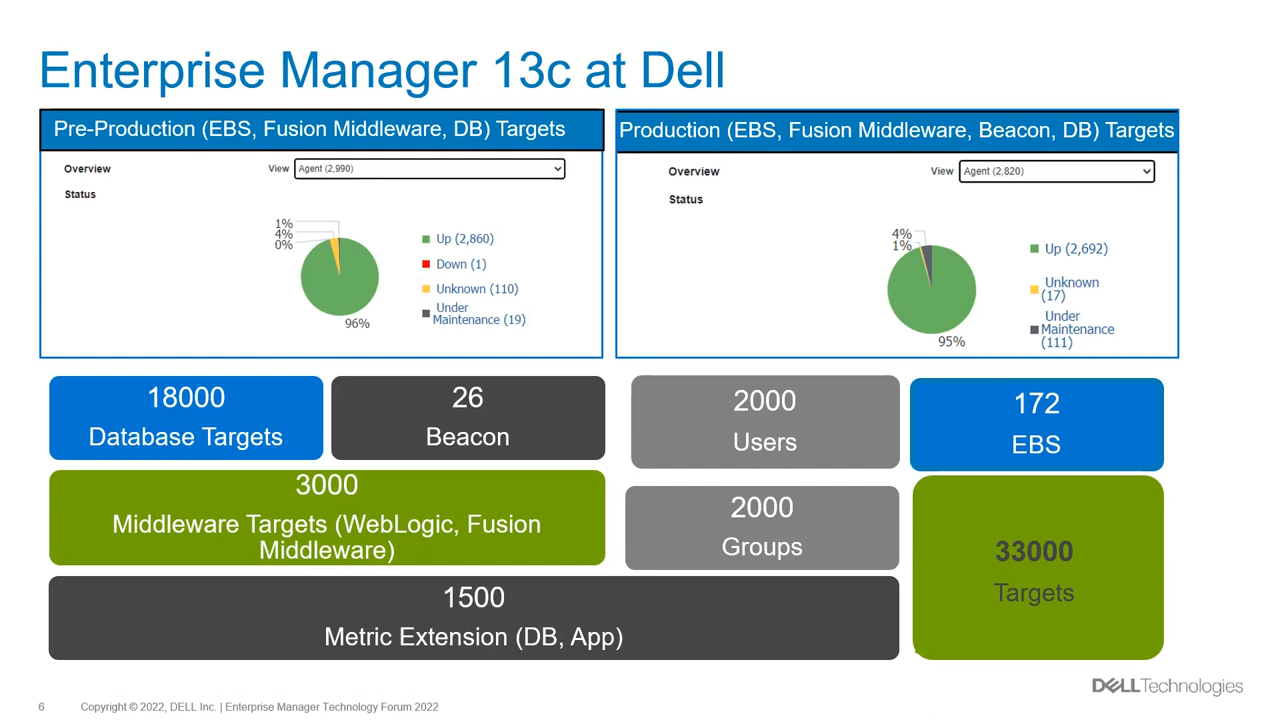 Enterprise Manager 13c at Dell
Pre-Production (EBS, Fusion Middleware, DB) Targets
Overview
View
Agent (2,990)
Status
1%
4%
0%
96%
Up (2,860)
Down (1)
Unknown (110)
Under
Maintenance (19)
Production (EBS, Fusion Middleware, Beacon, DB) Targets
Overview
View
Agent (2,820)
Status
4%
1%
95%
Up (2,692)
Unknown
(17)
Under
Maintenance
(111)
18000
Database Targets
26
Beacon
2000
Users
172
EBS
3000
Middleware Targets (WebLogic, Fusion
Middleware)
2000
Groups
33000
Targets
1500
Metric Extension (DB, App)
DELLTechnologies
6
Copyright © 2022, DELL Inc. | Enterprise Manager Technology Forum 2022